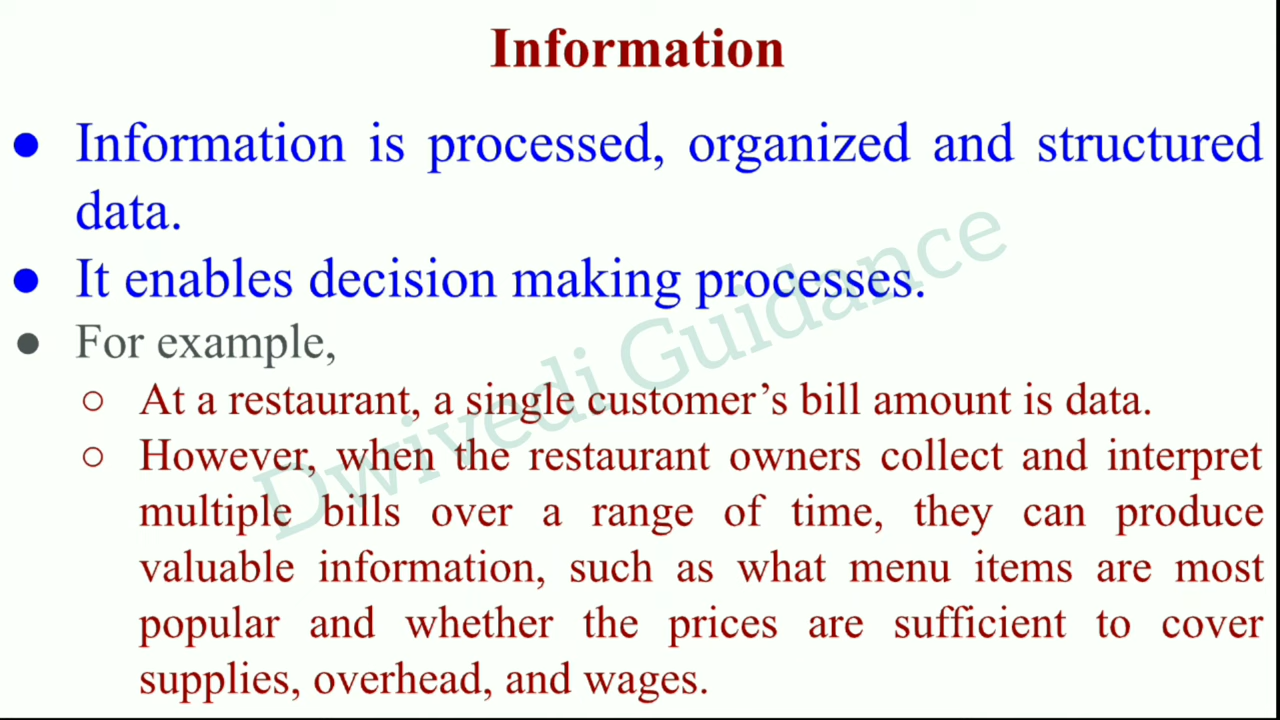 Information
● Information is processed, organized and structured
data.
● It enables decision making processes.
● For example,
○ At a restaurant, a single customer’s bill amount is data.
○ However, when the restaurant owners collect and interpret
multiple bills over a range of time, they can produce
valuable information, such as what menu items are most
popular and whether the prices are sufficient to cover
supplies, overhead, and wages.
Dwivedi Guidance